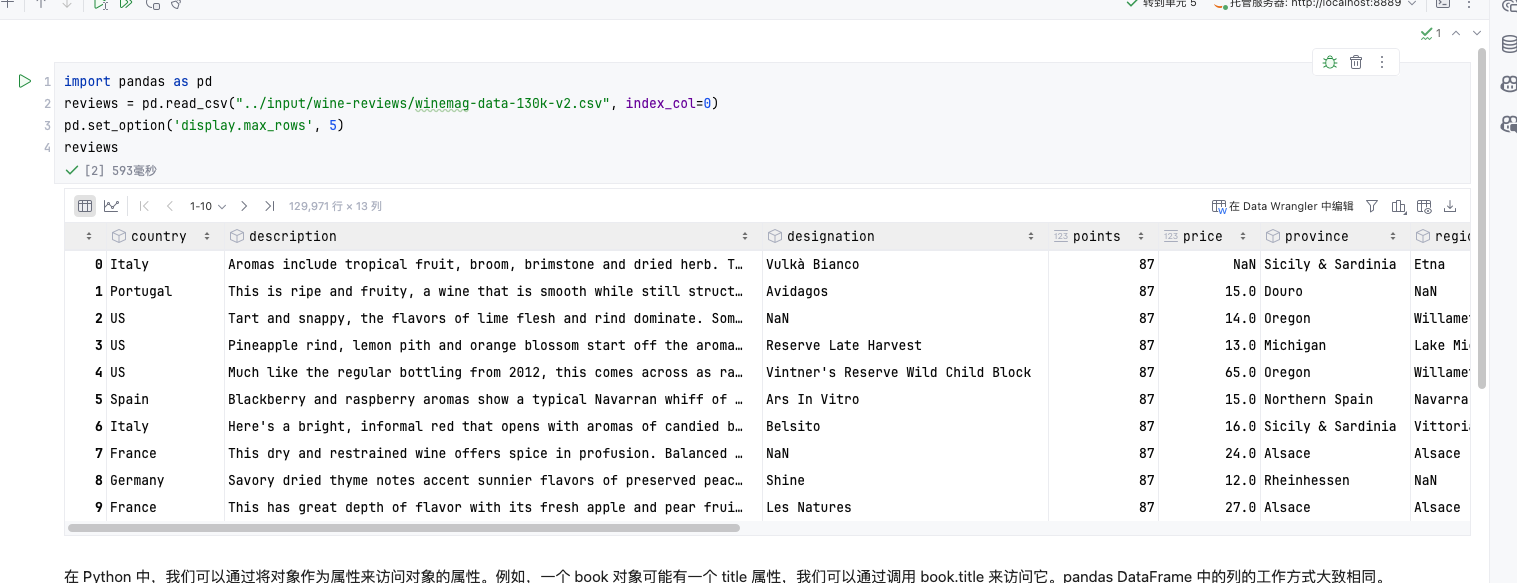 转到单元 5 托管服务器: http://localhost:8889
1
1 import pandas as pd
2 reviews = pd.read_csv("../input/wine-reviews/winemag-data-130k-v2.csv", index_col=0)
3 pd.set_option('display.max_rows', 5)
4 reviews
[2] 593毫秒
1-10 129,971 行 × 13 列 在 Data Wrangler 中编辑
country description designation 123 points 123 price province regio
0 Italy Aromas include tropical fruit, broom, brimstone and dried herb. T… Vulkà Bianco 87 NaN Sicily & Sardinia Etna
1 Portugal This is ripe and fruity, a wine that is smooth while still struct… Avidagos 87 15.0 Douro NaN
2 US Tart and snappy, the flavors of lime flesh and rind dominate. Som… NaN 87 14.0 Oregon Willamet
3 US Pineapple rind, lemon pith and orange blossom start off the aroma… Reserve Late Harvest 87 13.0 Michigan Lake Mi
4 US Much like the regular bottling from 2012, this comes across as ra… Vintner's Reserve Wild Child Block 87 65.0 Oregon Willamet
5 Spain Blackberry and raspberry aromas show a typical Navarran whiff of … Ars In Vitro 87 15.0 Northern Spain Navarra
6 Italy Here's a bright, informal red that opens with aromas of candied b… Belsito 87 16.0 Sicily & Sardinia Vittoria
7 France This dry and restrained wine offers spice in profusion. Balanced … NaN 87 24.0 Alsace Alsace
8 Germany Savory dried thyme notes accent sunnier flavors of preserved peac… Shine 87 12.0 Rheinhessen NaN
9 France This has great depth of flavor with its fresh apple and pear frui… Les Natures 87 27.0 Alsace Alsace
在 Python 中，我们可以通过将对象作为属性来访问对象的属性。例如，一个 book 对象可能有一个 title 属性，我们可以通过调用 book.title 来访问它。pandas DataFrame 中的列的工作方式大致相同。